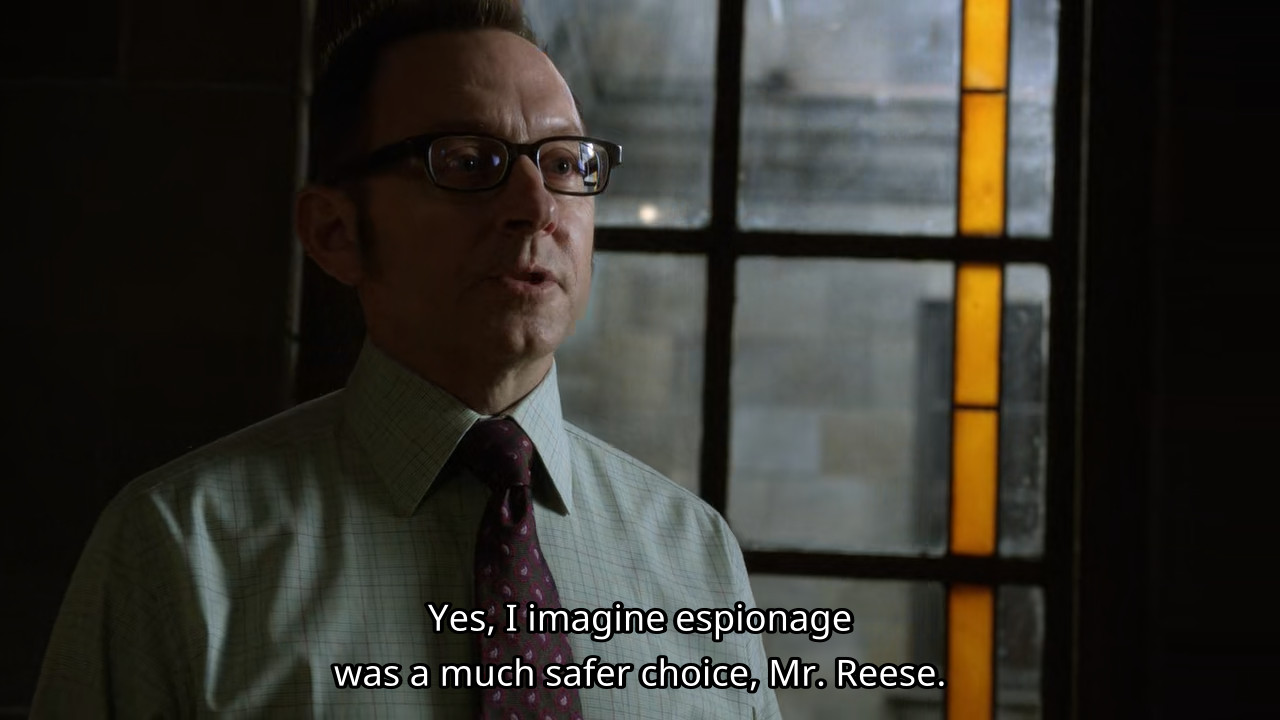 Yes, I imagine espionage
was a much safer choice, Mr. Reese.